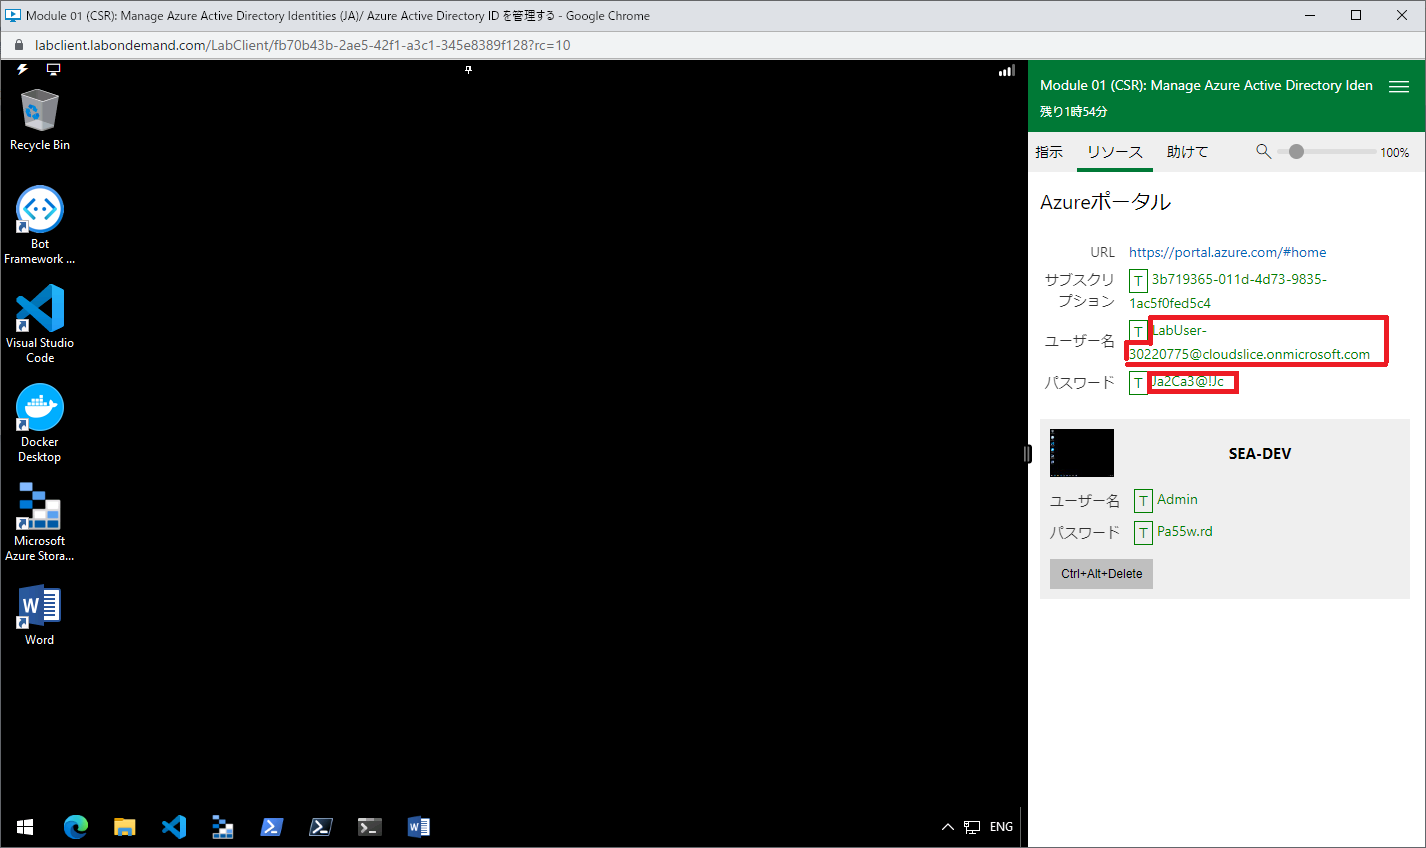 Module 01 (CSR): Manage Azure Active Directory Identities (JA)/ Azure Active Directory ID を管理する - Google Chrome
labclient.labondemand.com/LabClient/fb70b43b-2ae5-42f1-a3c1-345e8389f128?rc=10
Recycle Bin
Bot
Framework ...
Visual Studio
Code
Docker
Desktop
Microsoft
Azure Stora...
Word
ENG
Module 01 (CSR): Manage Azure Active Directory Iden
残り1時54分
指示 リソース 助けて 100%
Azureポータル
URL https://portal.azure.com/#home
サブスクリ T 3b719365-011d-4d73-9835-
プション 1ac5f0fed5c4
T LabUser-
ユーザー名
30220775@cloudslice.onmicrosoft.com
パスワード T Ja2Ca3@!Jc
SEA-DEV
ユーザー名 T Admin
パスワード T Pa55w.rd
Ctrl+Alt+Delete